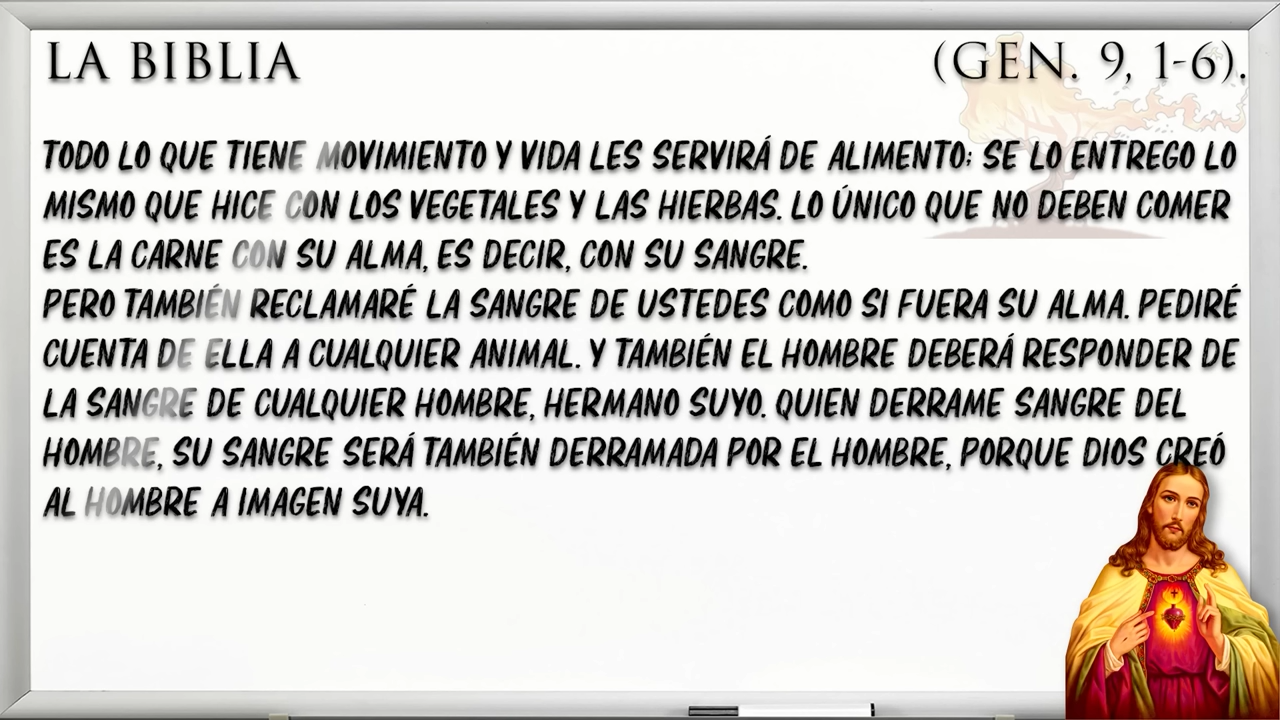 LA BIBLIA (GEN. 9, 1-6).
TODO LO QUE TIENE MOVIMIENTO Y VIDA LES SERVIRÁ DE ALIMENTO: SE LO ENTREGO LO
MISMO QUE HICE CON LOS VEGETALES Y LAS HIERBAS. LO ÚNICO QUE NO DEBEN COMER
ES LA CARNE CON SU ALMA, ES DECIR, CON SU SANGRE.
PERO TAMBIÉN RECLAMARÉ LA SANGRE DE USTEDES COMO SI FUERA SU ALMA. PEDIRÉ
CUENTA DE ELLA A CUALQUIER ANIMAL. Y TAMBIÉN EL HOMBRE DEBERÁ RESPONDER DE
LA SANGRE DE CUALQUIER HOMBRE, HERMANO SUYO. QUIEN DERRAME SANGRE DEL
HOMBRE, SU SANGRE SERÁ TAMBIÉN DERRAMADA POR EL HOMBRE, PORQUE DIOS CREÓ
AL HOMBRE A IMAGEN SUYA.